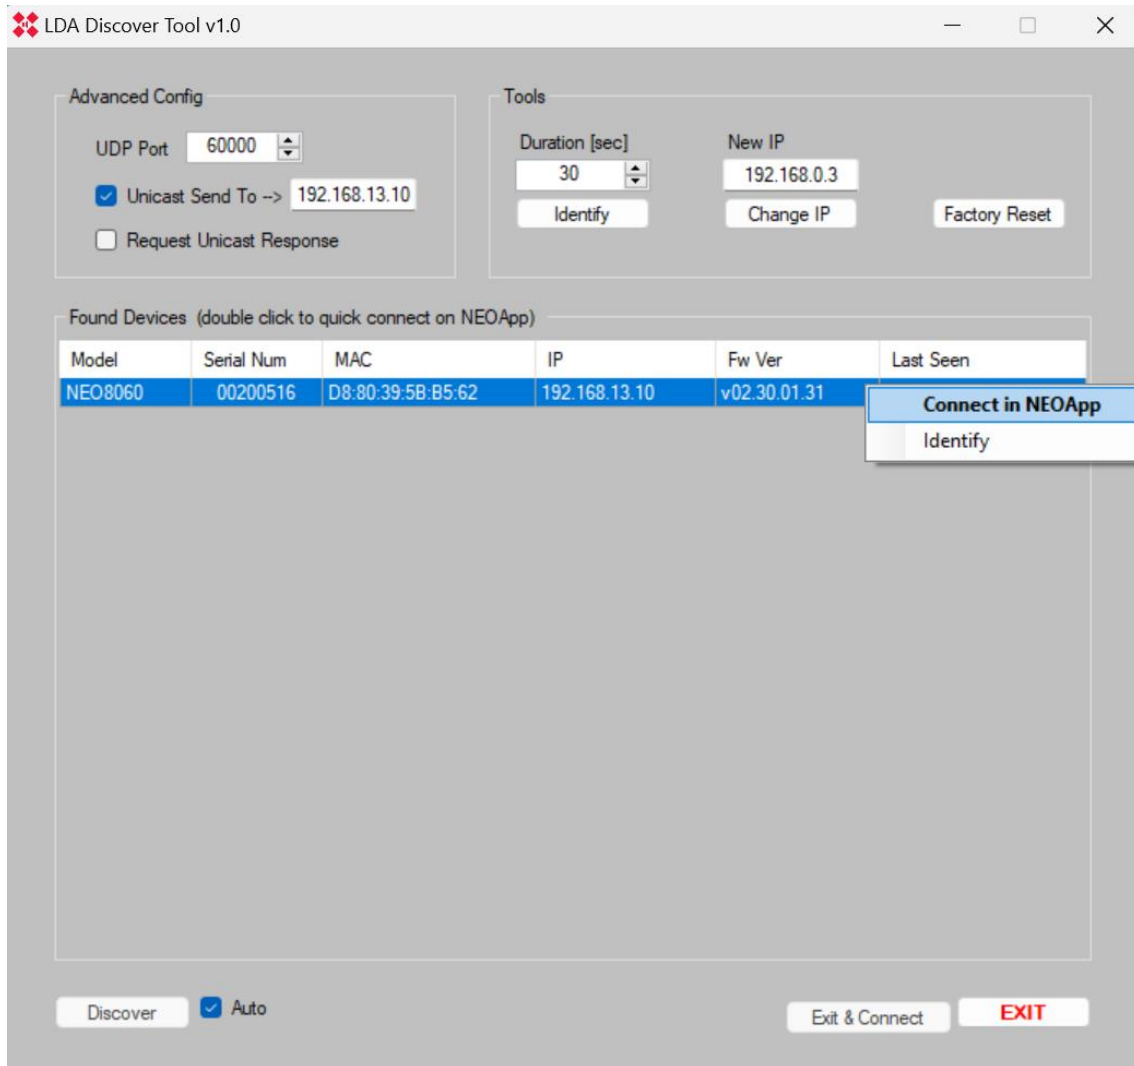 LDA Discover Tool v1.0
Advanced Config
UDP Port 60000
Unicast Send To --> 192.168.13.10
Request Unicast Response
Tools
Duration [sec] New IP
30 192.168.0.3
Identify Change IP Factory Reset
Found Devices (double click to quick connect on NEOApp)
Model Serial Num MAC IP Fw Ver Last Seen
NEO8060 00200516 D8:80:39:5B:B5:62 192.168.13.10 v02.30.01.31
Connect in NEOApp
Identify
Discover Auto Exit & Connect EXIT